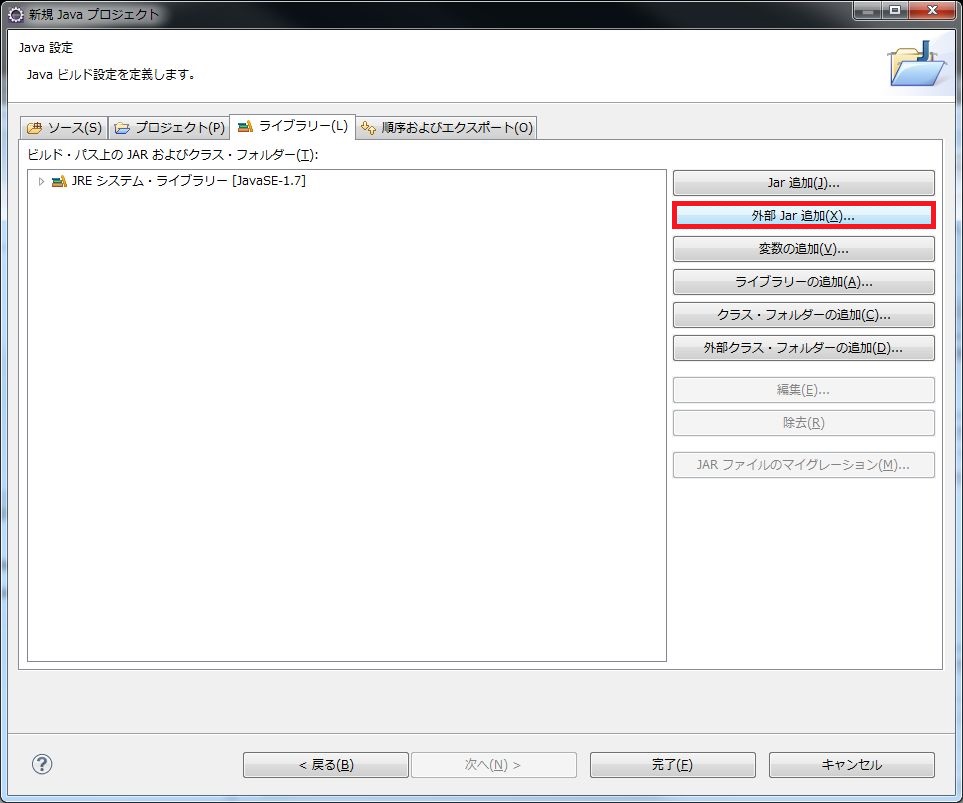 新規 Java プロジェクト
Java 設定
Java ビルド設定を定義します。
ソース(S) プロジェクト(P) ライブラリー(L) 順序およびエクスポート(O)
ビルド・パス上の JAR およびクラス・フォルダー(T):
JRE システム・ライブラリー [JavaSE-1.7]
Jar 追加(J)...
外部 Jar 追加(X)...
変数の追加(V)...
ライブラリーの追加(A)...
クラス・フォルダーの追加(C)...
外部クラス・フォルダーの追加(D)...
編集(E)...
除去(R)
JAR ファイルのマイグレーション(M)...
? < 戻る(B) 次へ(N) > 完了(F) キャンセル